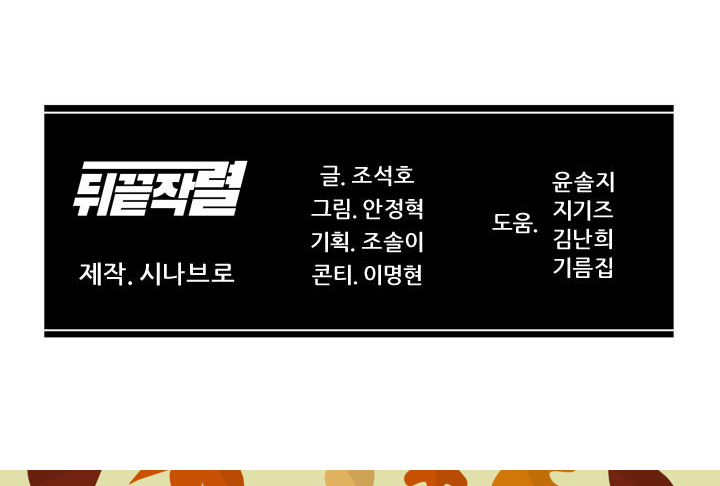 뒤끝작렬
제작. 시나브로
글. 조석호
그림. 안정혁
기획. 조솔이
콘티. 이명현
도움.
윤솔지
지기즈
김난희
기름집